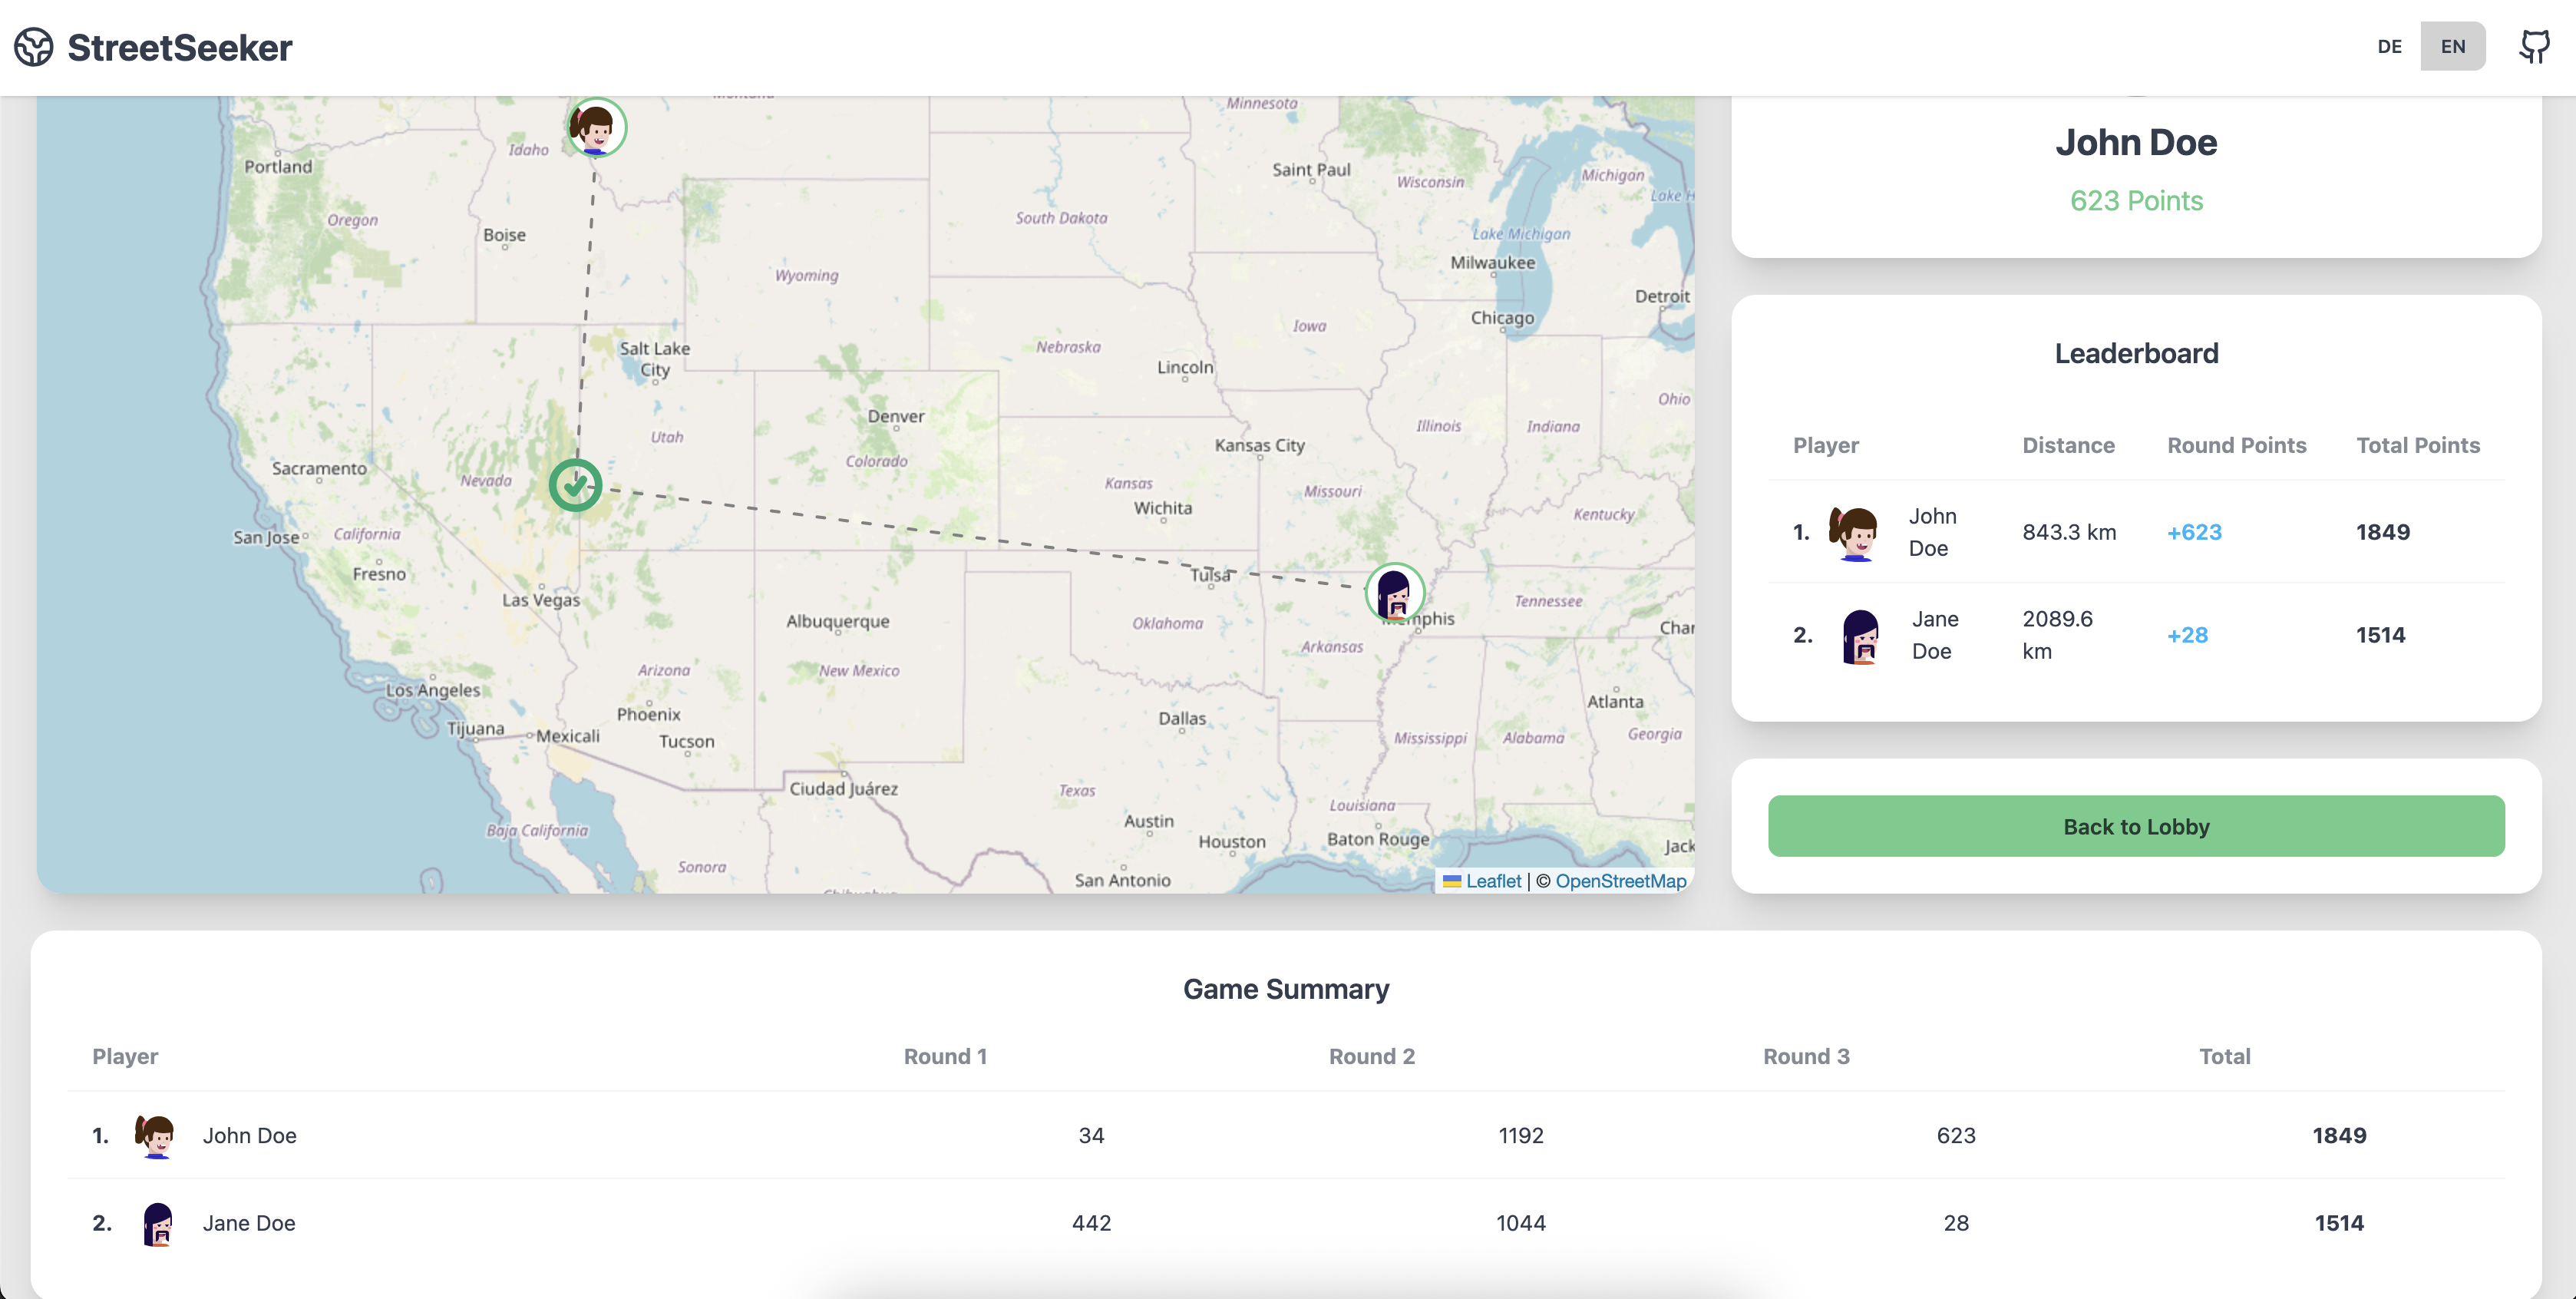 StreetSeeker
DE
EN
Minnesota
Idaho
Portland
Saint Paul
Wisconsin
Michigan
Oregon
South Dakota
Boise
Lake Michigan
Milwaukee
Wyoming
Detroit
Chicago
Iowa
Salt Lake
City
Nebraska
Lincoln
Ohio
Denver
Utah
Illinois
Indiana
Kansas City
Colorado
Sacramento
Nevada
Kansas
Missouri
Wichita
Kentucky
San Jose
California
Fresno
Tulsa
Las Vegas
Tennessee
Albuquerque
Oklahoma
Arkansas
Arizona
New Mexico
Los Angeles
Atlanta
Phoenix
Dallas
Tijuana
Mexicali
Tucson
Mississippi
Alabama
Georgia
Ciudad Juárez
Texas
Louisiana
Austin
Baja California
Houston
Baton Rouge
Sonora
San Antonio
Leaflet | © OpenStreetMap
John Doe
623 Points
Leaderboard
Player Distance Round Points Total Points
1. John Doe 843.3 km +623 1849
2. Jane Doe 2089.6 km +28 1514
Back to Lobby
Game Summary
Player Round 1 Round 2 Round 3 Total
1. John Doe 34 1192 623 1849
2. Jane Doe 442 1044 28 1514